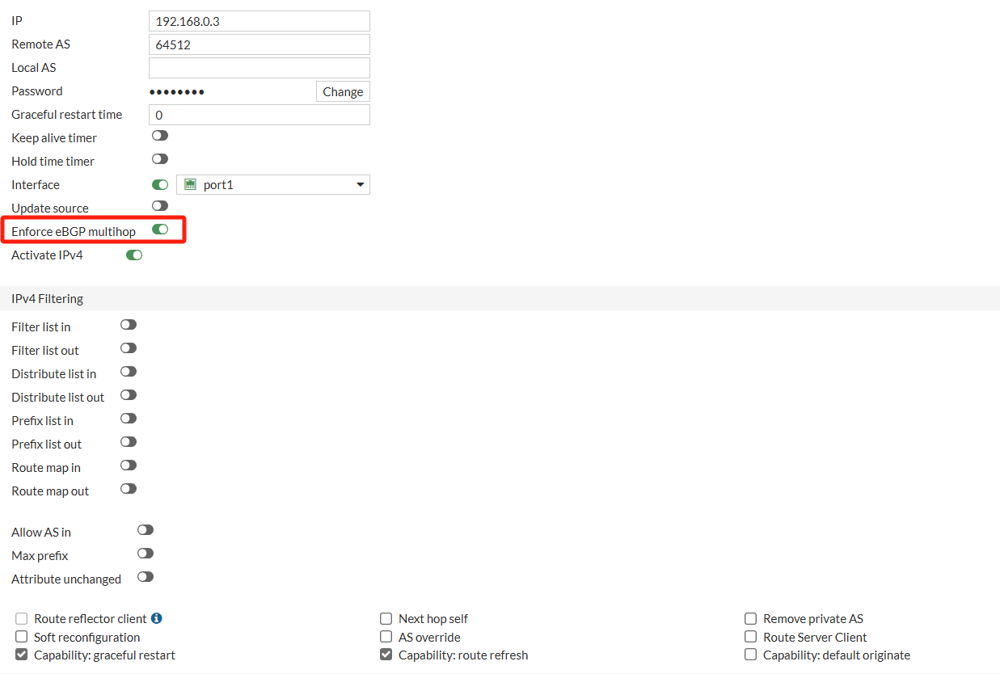 IP 192.168.0.3
Remote AS 64512
Local AS
Password •••••••• Change
Graceful restart time 0
Keep alive timer
Hold time timer
Interface port1
Update source
Enforce eBGP multihop
Activate IPv4
IPv4 Filtering
Filter list in
Filter list out
Distribute list in
Distribute list out
Prefix list in
Prefix list out
Route map in
Route map out
Allow AS in
Max prefix
Attribute unchanged
Route reflector client Next hop self Remove private AS
Soft reconfiguration AS override Route Server Client
Capability: graceful restart Capability: route refresh Capability: default originate